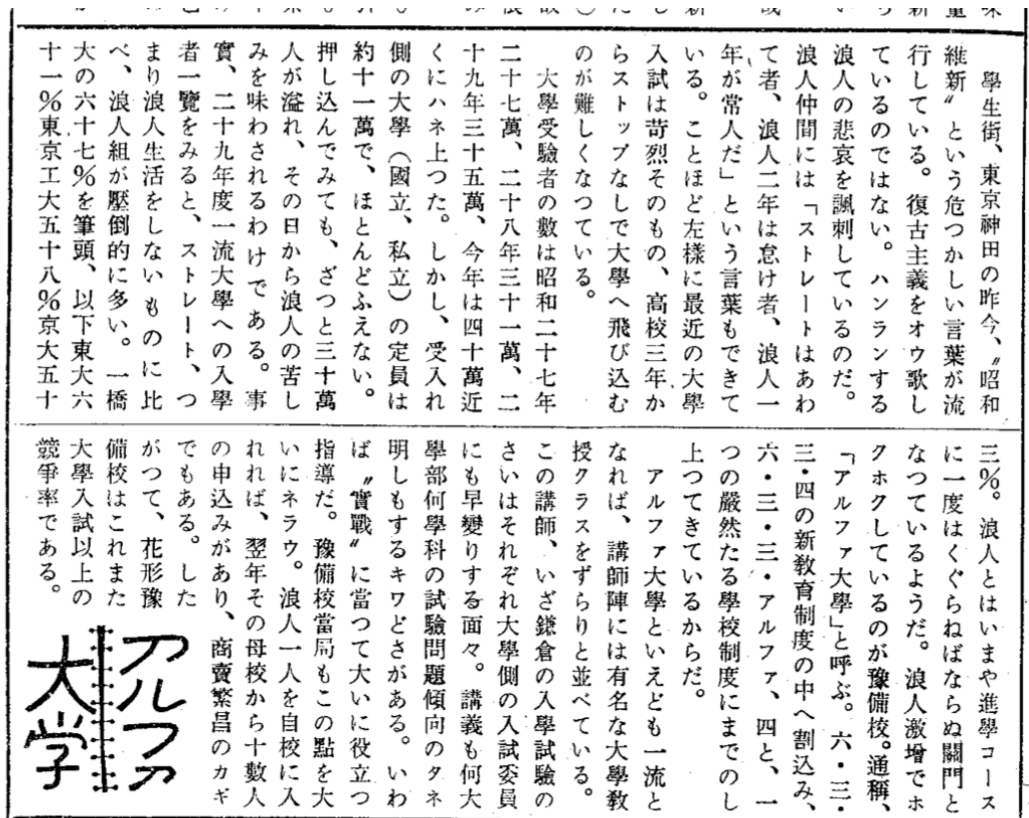 學生街、東京神田の昨今、〝昭和
維新〟という危つかしい言葉が流
行している。復古主義をオウ歌し
ているのではない。ハンランする
浪人の悲哀を諷刺しているのだ。
浪人仲間には「ストレートはあわ
て者、浪人二年は怠け者、浪人一
年が常人だ」という言葉もできて
いる。ことほど左様に最近の大學
入試は苛烈そのもの、高校三年か
らストップなしで大學へ飛び込む
のが難しくなつている。
大學受驗者の數は昭和二十七年
二十七萬、二十八年三十一萬、二
十九年三十五萬、今年は四十萬近
くにハネ上つた。しかし、受入れ
側の大學（國立、私立）の定員は
約十一萬で、ほとんどふえない。
押し込んでみても、ざつと三十萬
人が溢れ、その日から浪人の苦し
みを味わされるわけである。事
實、二十九年度一流大學への入學
者一覽をみると、ストレート、つ
まり浪人生活をしないものに比
べ、浪人組が壓倒的に多い。一橋
大の六十七％を筆頭、以下東大六
十一％東京工大五十八％京大五十
三％。浪人とはいまや進學コース
に一度はくぐらねばならぬ關門と
なつているようだ。浪人激增でホ
クホクしているのが豫備校。通稱、
「アルファ大學」と呼ぶ。六・三・
三・四の新教育制度の中へ割込み、
六・三・三・アルファ、四と、一
つの嚴然たる學校制度にまでのし
上つてきているからだ。
アルファ大學といえども一流と
なれば、講師陣には有名な大學教
授クラスをずらりと並べている。
この講師、いざ鎌倉の入學試驗の
さいはそれぞれ大學側の入試委員
にも早變りする面々。講義も何大
學部何學科の試驗問題傾向のタネ
明しもするキワどさがある。いわ
ば〝實戰〟に當つて大いに役立つ
指導だ。豫備校當局もこの點を大
いにネラウ。浪人一人を自校に入
れれば、翌年その母校から十數人
の申込みがあり、商賣繁昌のカギ
でもある。した
がつて、花形豫
備校はこれまた
大學入試以上の
競爭率である。
アルファ
大学